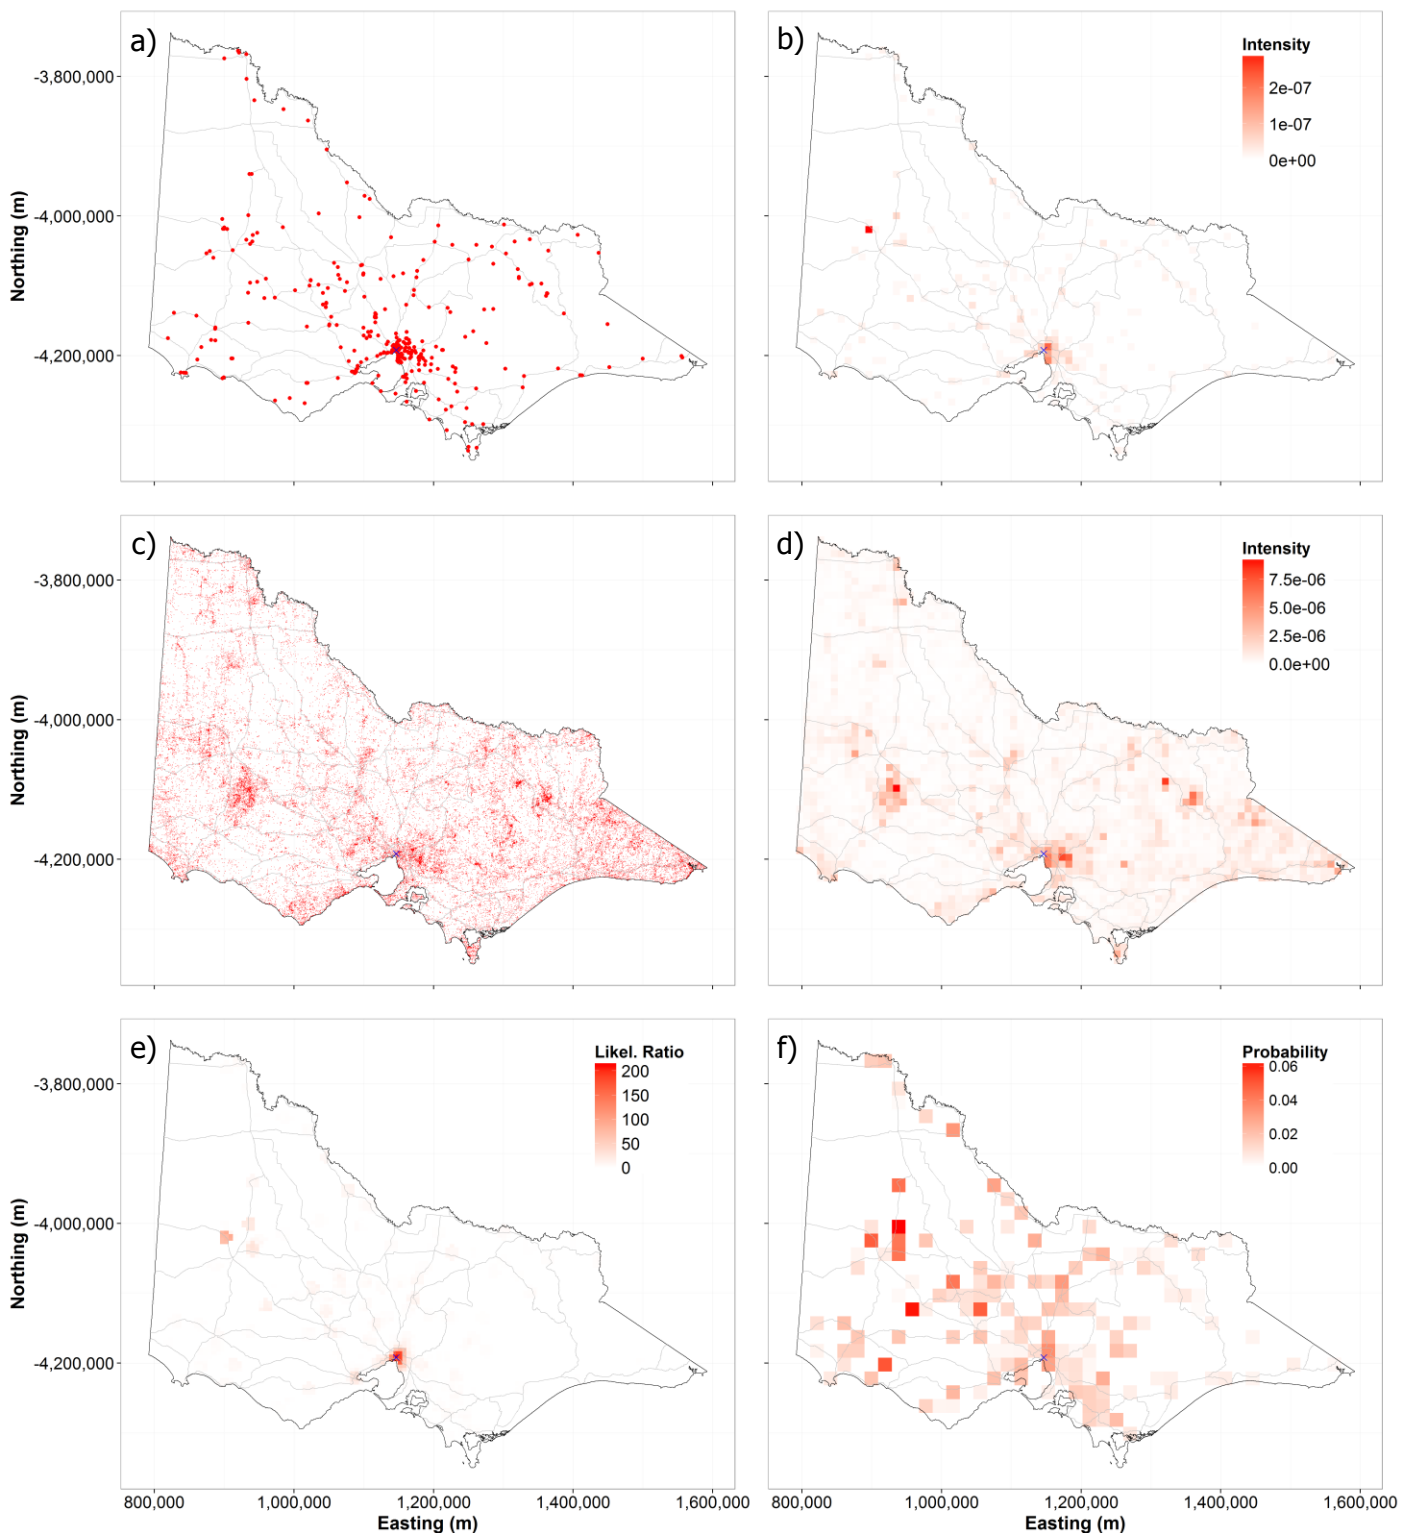 a)
-3,800,000
-4,000,000
-4,200,000
Northing (m)
b)
Intensity
2e-07
1e-07
0e+00
c)
-3,800,000
-4,000,000
-4,200,000
Northing (m)
d)
Intensity
7.5e-06
5.0e-06
2.5e-06
0.0e+00
e)
Likel. Ratio
200
150
100
50
0
-3,800,000
-4,000,000
-4,200,000
Northing (m)
800,000 1,000,000 1,200,000 1,400,000 1,600,000
Easting (m)
f)
Probability
0.06
0.04
0.02
0.00
800,000 1,000,000 1,200,000 1,400,000 1,600,000
Easting (m)